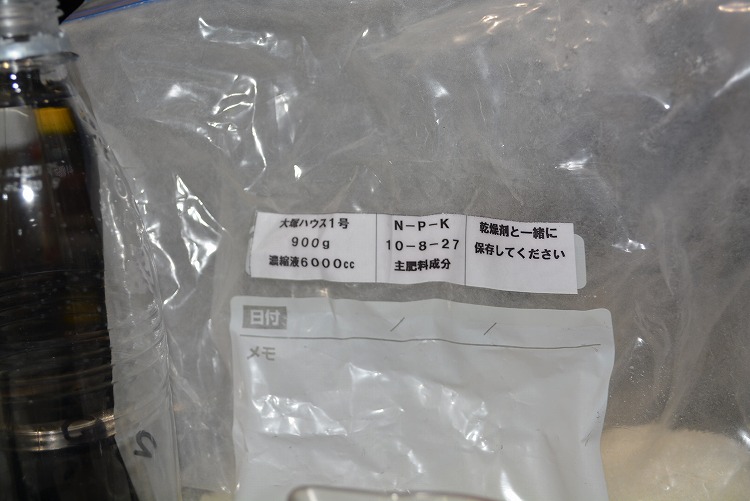 大塚ハウス1号
900g
濃縮液6000cc
N-P-K
10-8-27
主肥料成分
乾燥剤と一緒に
保存してください
日付 / /
メモ
2